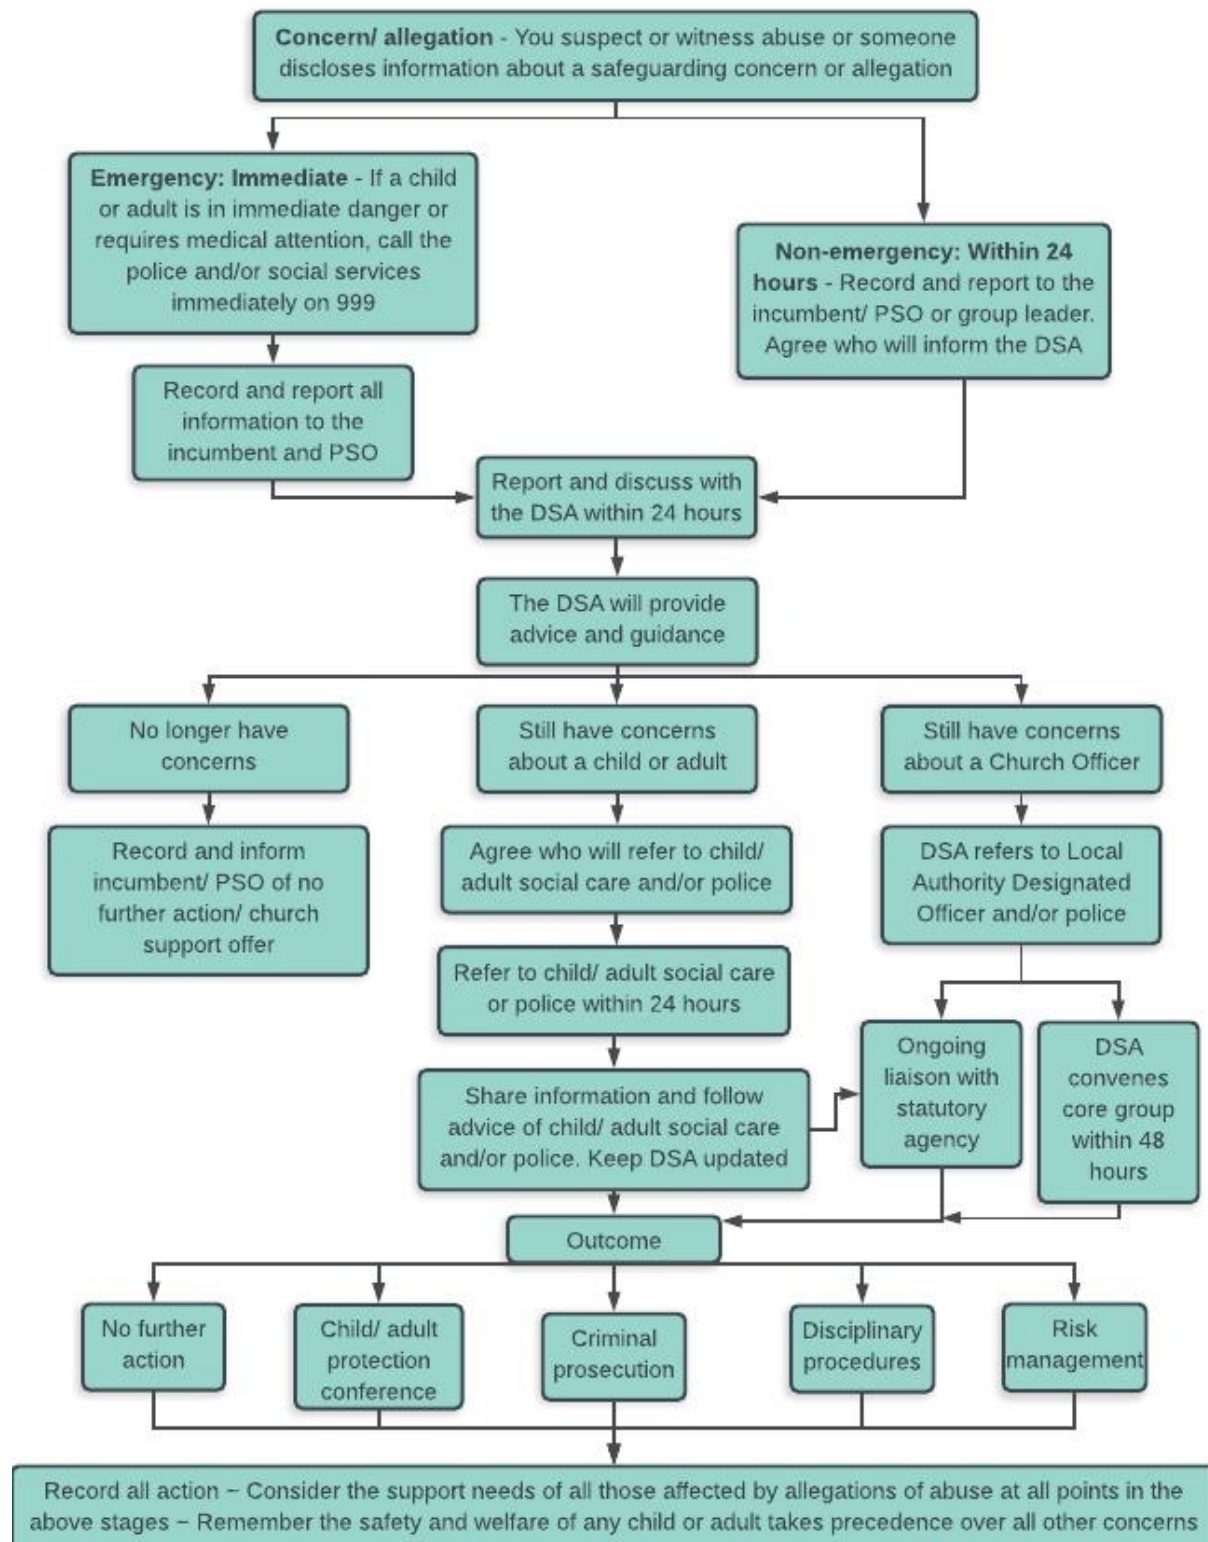 Concern/ allegation - You suspect or witness abuse or someone
discloses information about a safeguarding concern or allegation
Emergency: Immediate - If a child
or adult is in immediate danger or
requires medical attention, call the
police and/or social services
immediately on 999
Non-emergency: Within 24
hours - Record and report to the
incumbent/ PSO or group leader.
Agree who will inform the DSA
Record and report all
information to the
incumbent and PSO
Report and discuss with
the DSA within 24 hours
The DSA will provide
advice and guidance
No longer have
concerns
Still have concerns
about a child or adult
Still have concerns
about a Church Officer
Record and inform
incumbent/ PSO of no
further action/ church
support offer
Agree who will refer to child/
adult social care and/or police
DSA refers to Local
Authority Designated
Officer and/or police
Refer to child/ adult social care
or police within 24 hours
Ongoing
liaison with
statutory
agency
DSA
convenes
core group
within 48
hours
Share information and follow
advice of child/ adult social care
and/or police. Keep DSA updated
Outcome
No further
action
Child/ adult
protection
conference
Criminal
prosecution
Disciplinary
procedures
Risk
management
Record all action ~ Consider the support needs of all those affected by allegations of abuse at all points in the
above stages ~ Remember the safety and welfare of any child or adult takes precedence over all other concerns